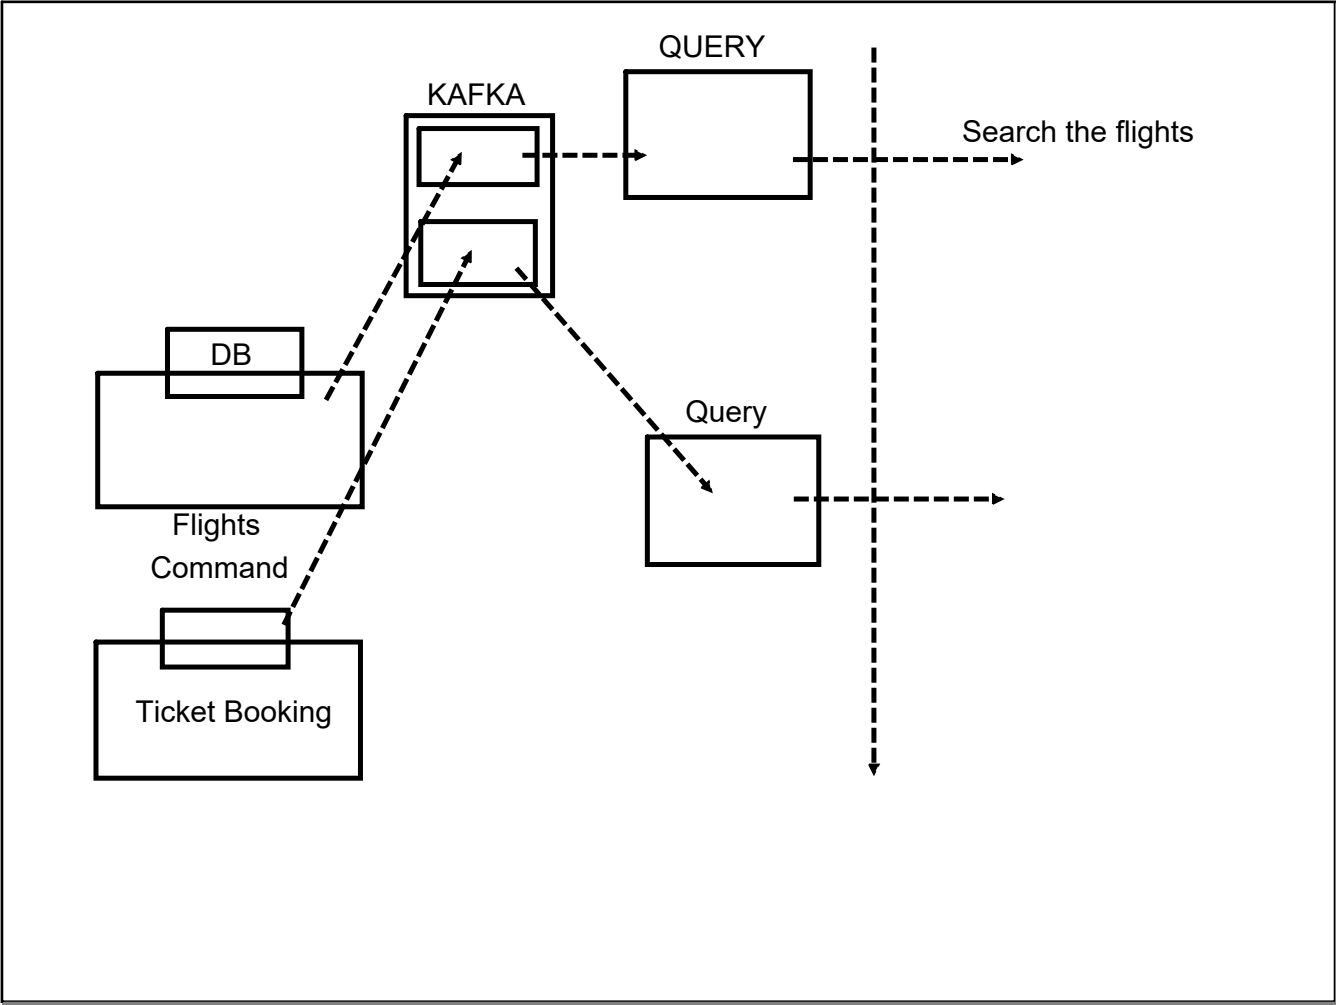 QUERY
KAFKA
Search the flights
DB
Query
Flights
Command
Ticket Booking